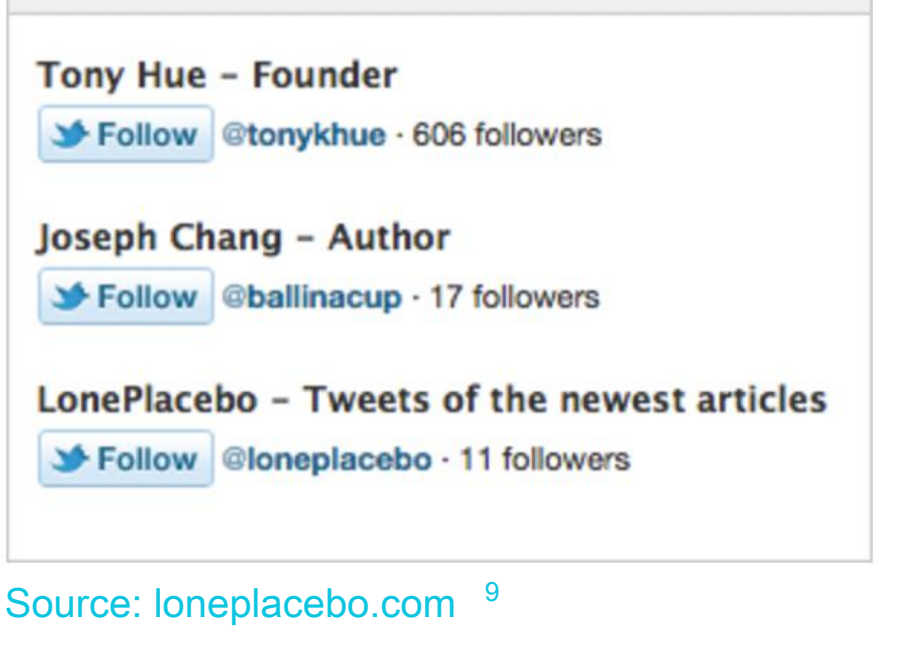 Tony Hue – Founder
Follow @tonykhue · 606 followers
Joseph Chang – Author
Follow @ballinacup · 17 followers
LonePlacebo – Tweets of the newest articles
Follow @loneplacebo · 11 followers
Source: loneplacebo.com 9